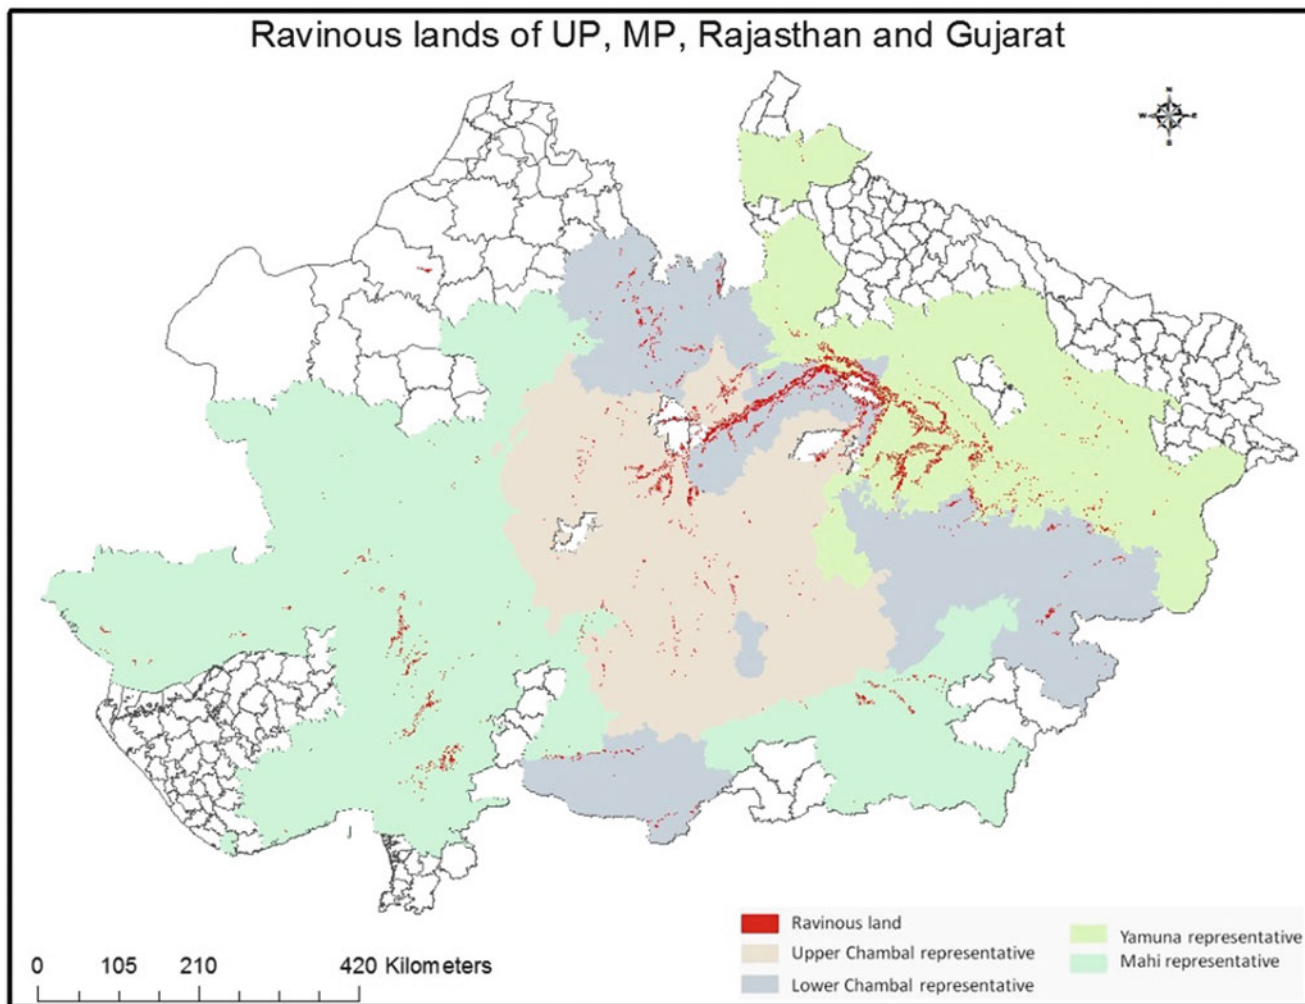 Ravinous lands of UP, MP, Rajasthan and Gujarat
N
W E
S
Ravinous land
Upper Chambal representative
Lower Chambal representative
Yamuna representative
Mahi representative
0 105 210 420 Kilometers